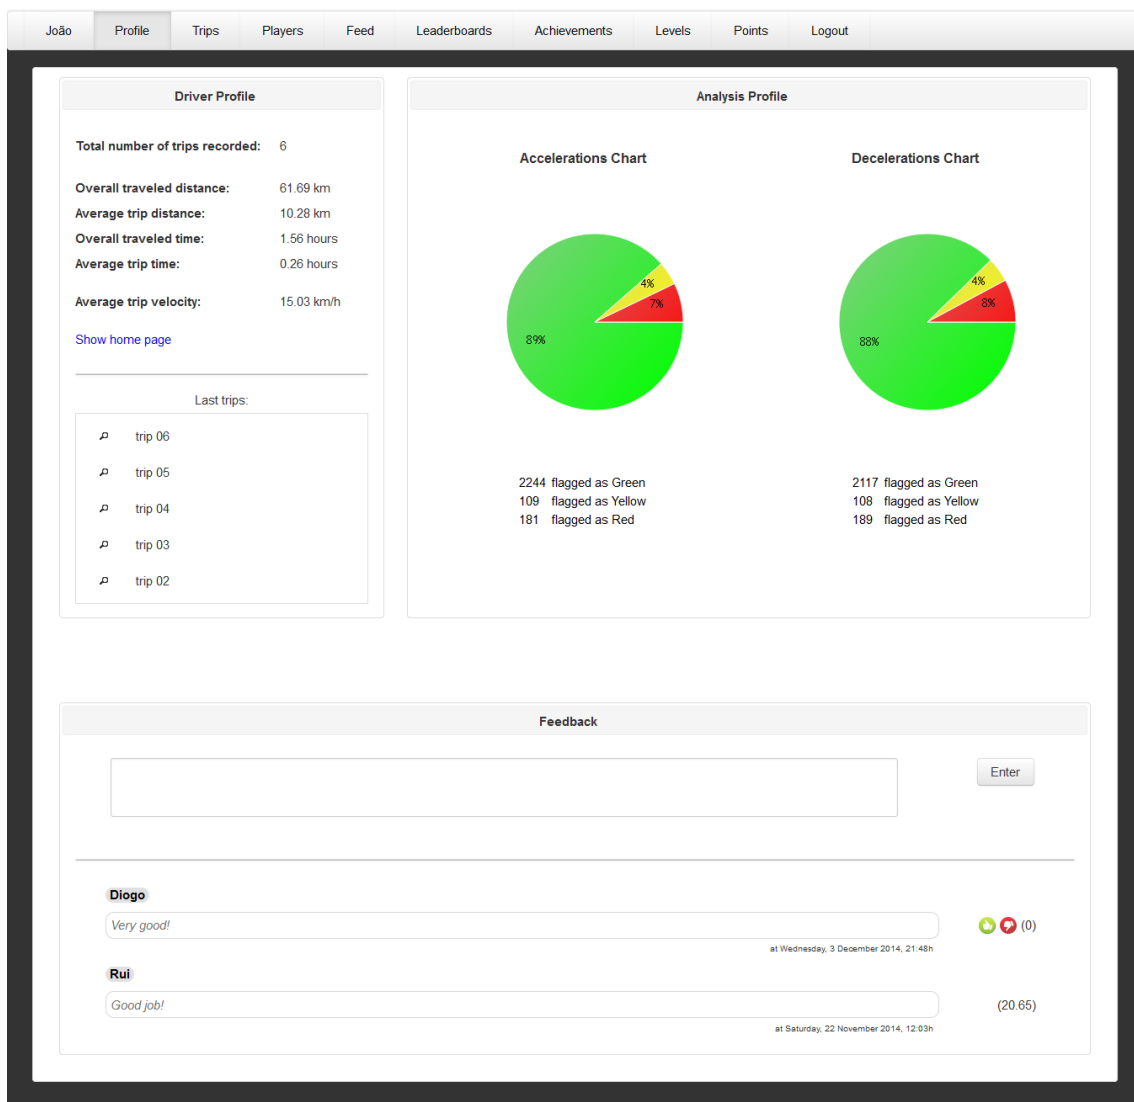 João Profile Trips Players Feed Leaderboards Achievements Levels Points Logout
Driver Profile
Total number of trips recorded: 6
Overall traveled distance: 61.69 km
Average trip distance: 10.28 km
Overall traveled time: 1.56 hours
Average trip time: 0.26 hours
Average trip velocity: 15.03 km/h
Show home page
Last trips:
trip 06
trip 05
trip 04
trip 03
trip 02
Analysis Profile
Accelerations Chart
4%
7%
89%
2244 flagged as Green
109 flagged as Yellow
181 flagged as Red
Decelerations Chart
4%
8%
88%
2117 flagged as Green
108 flagged as Yellow
189 flagged as Red
Feedback
Enter
Diogo
Very good! (0)
at Wednesday, 3 December 2014, 21:48h
Rui
Good job! (20.65)
at Saturday, 22 November 2014, 12:03h